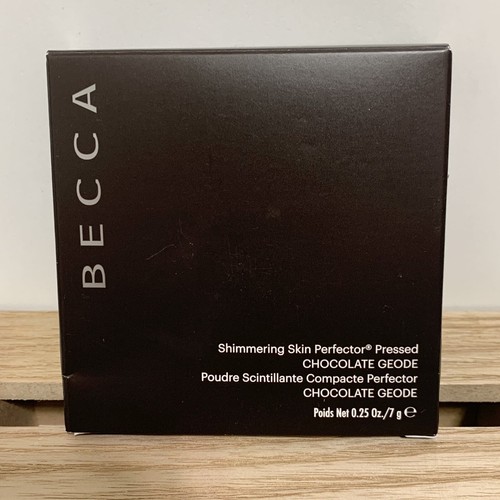 BECCA
Shimmering Skin Perfector® Pressed
CHOCOLATE GEODE
Poudre Scintillante Compacte Perfector
CHOCOLATE GEODE
Poids Net 0.25 Oz./7 g ℮